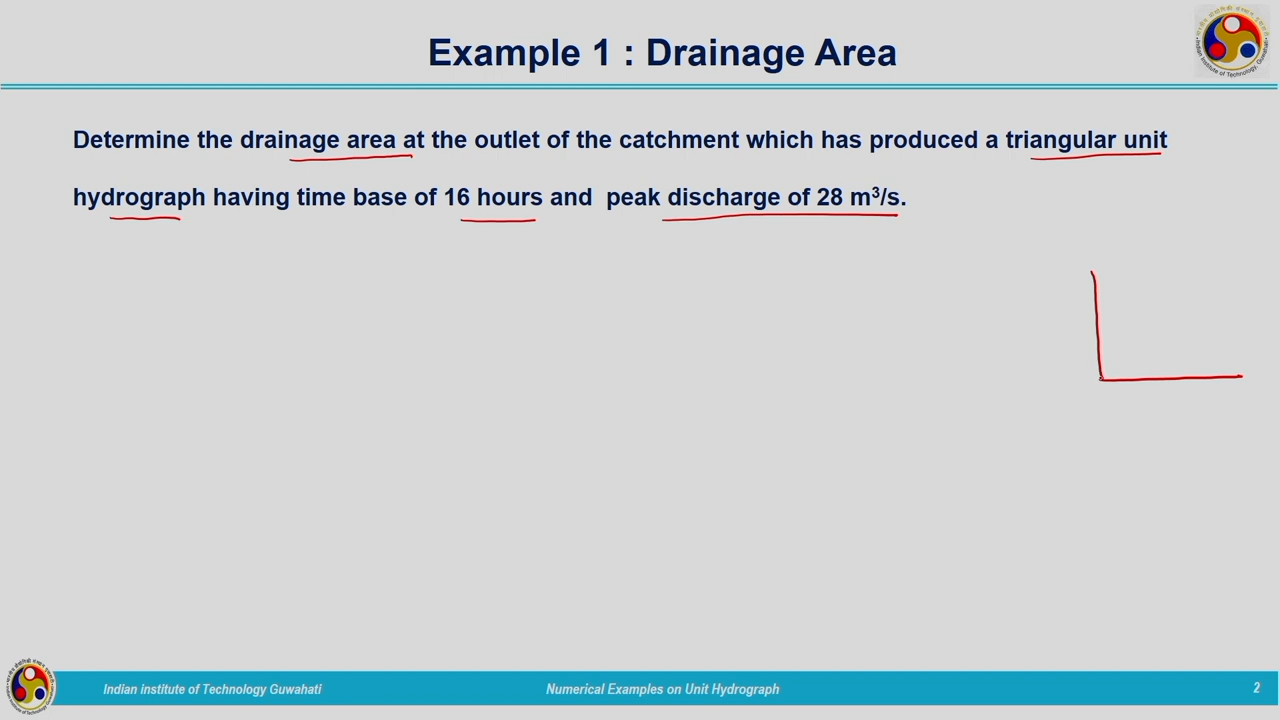 Example 1 : Drainage Area
Determine the drainage area at the outlet of the catchment which has produced a triangular unit
hydrograph having time base of 16 hours and peak discharge of 28 m³/s.
Indian institute of Technology Guwahati
Numerical Examples on Unit Hydrograph
2